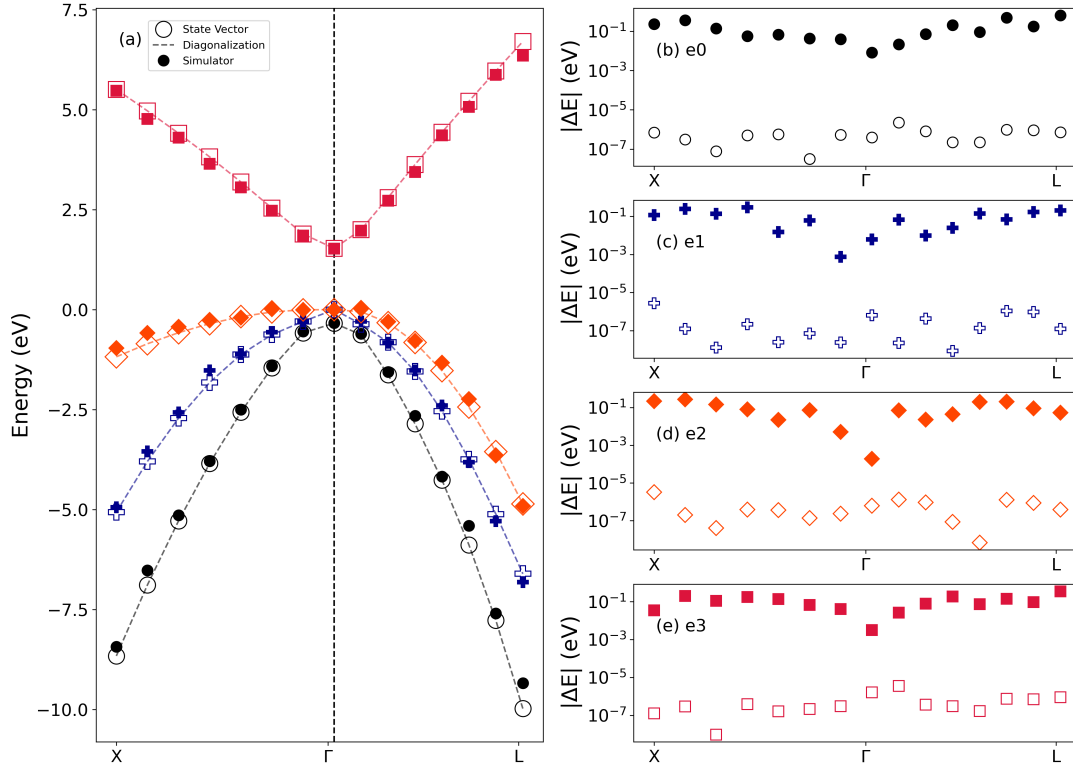 (a)
State Vector
Diagonalization
Simulator
Energy (eV)
7.5
5.0
2.5
0.0
−2.5
−5.0
−7.5
−10.0
X Γ L
(b) e0
|ΔE| (eV)
10⁻¹
10⁻³
10⁻⁵
10⁻⁷
X Γ L
(c) e1
|ΔE| (eV)
10⁻¹
10⁻³
10⁻⁵
10⁻⁷
X Γ L
(d) e2
|ΔE| (eV)
10⁻¹
10⁻³
10⁻⁵
10⁻⁷
X Γ L
(e) e3
|ΔE| (eV)
10⁻¹
10⁻³
10⁻⁵
10⁻⁷
X Γ L